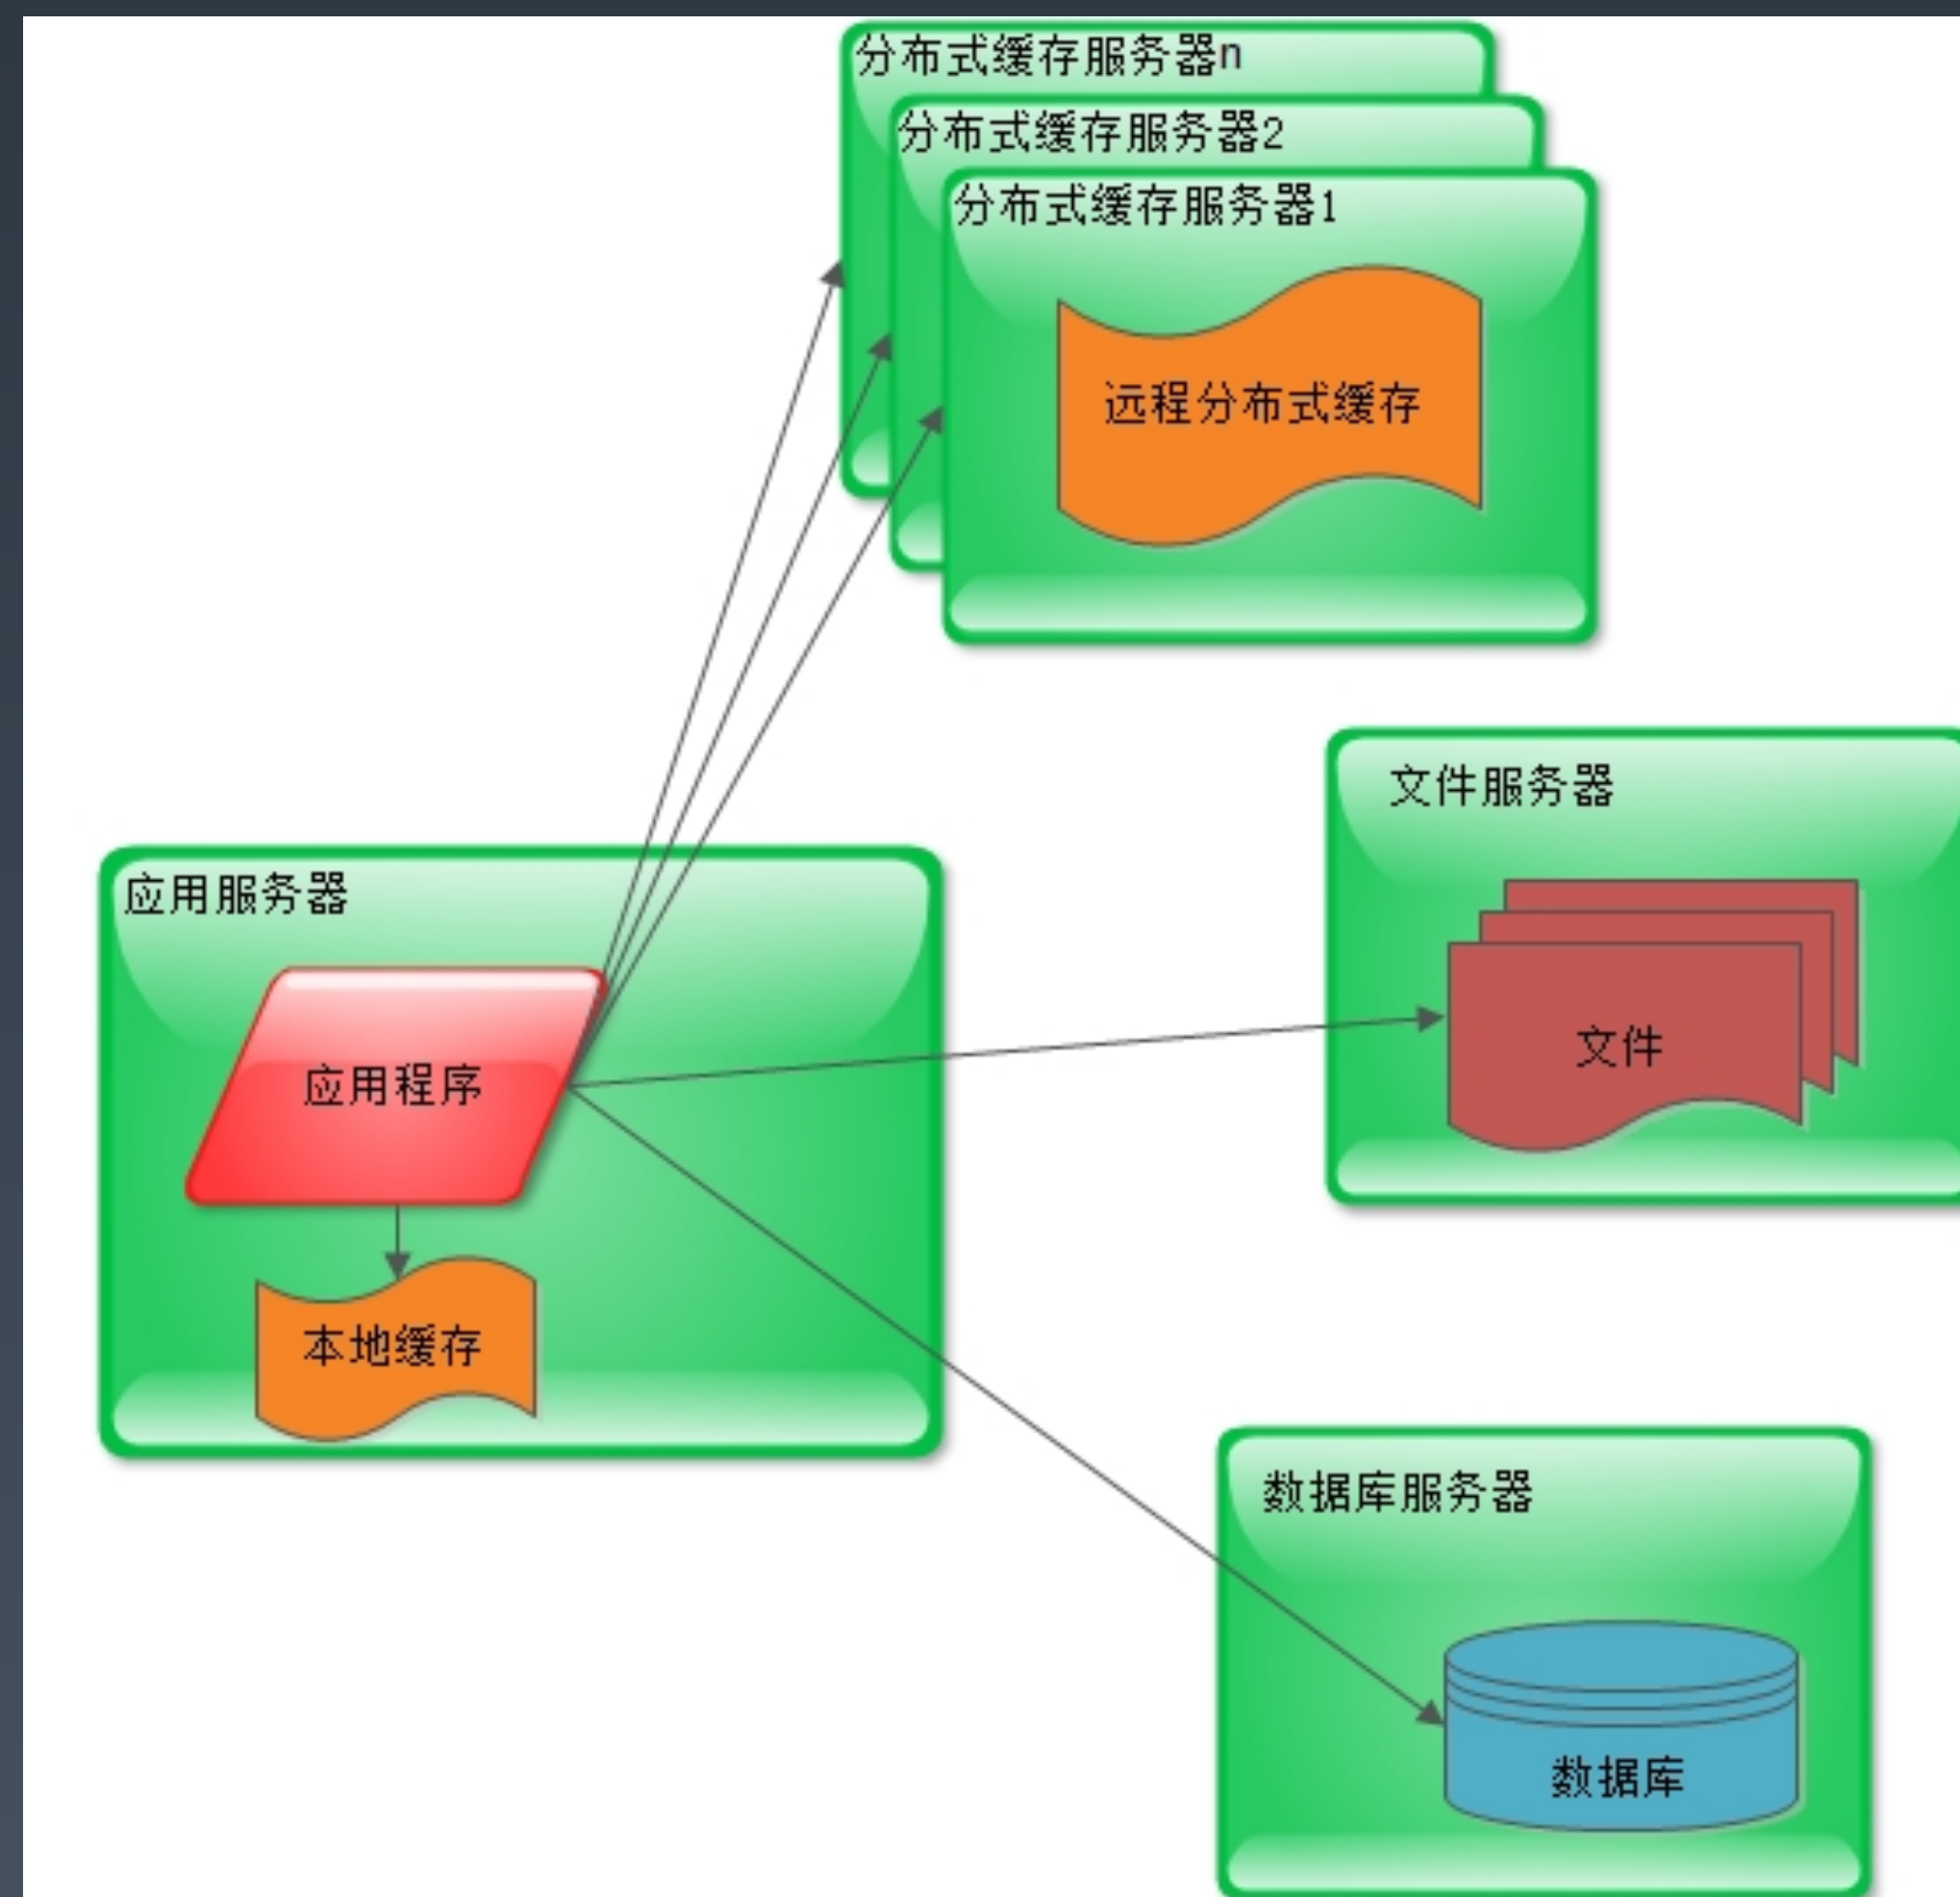 分布式缓存服务器n
分布式缓存服务器2
分布式缓存服务器1
远程分布式缓存
文件服务器
文件
应用服务器
应用程序
本地缓存
数据库服务器
数据库